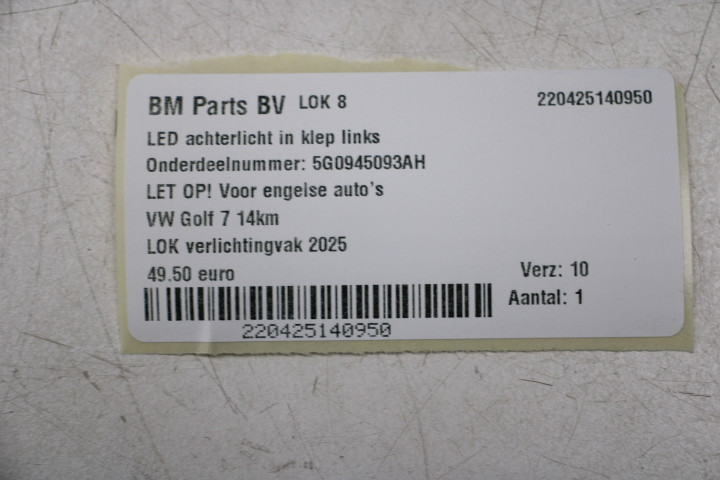 BM Parts BV LOK 8 220425140950
LED achterlicht in klep links
Onderdeelnummer: 5G0945093AH
LET OP! Voor engelse auto's
VW Golf 7 14km
LOK verlichtingvak 2025
49.50 euro Verz: 10
Aantal: 1
220425140950